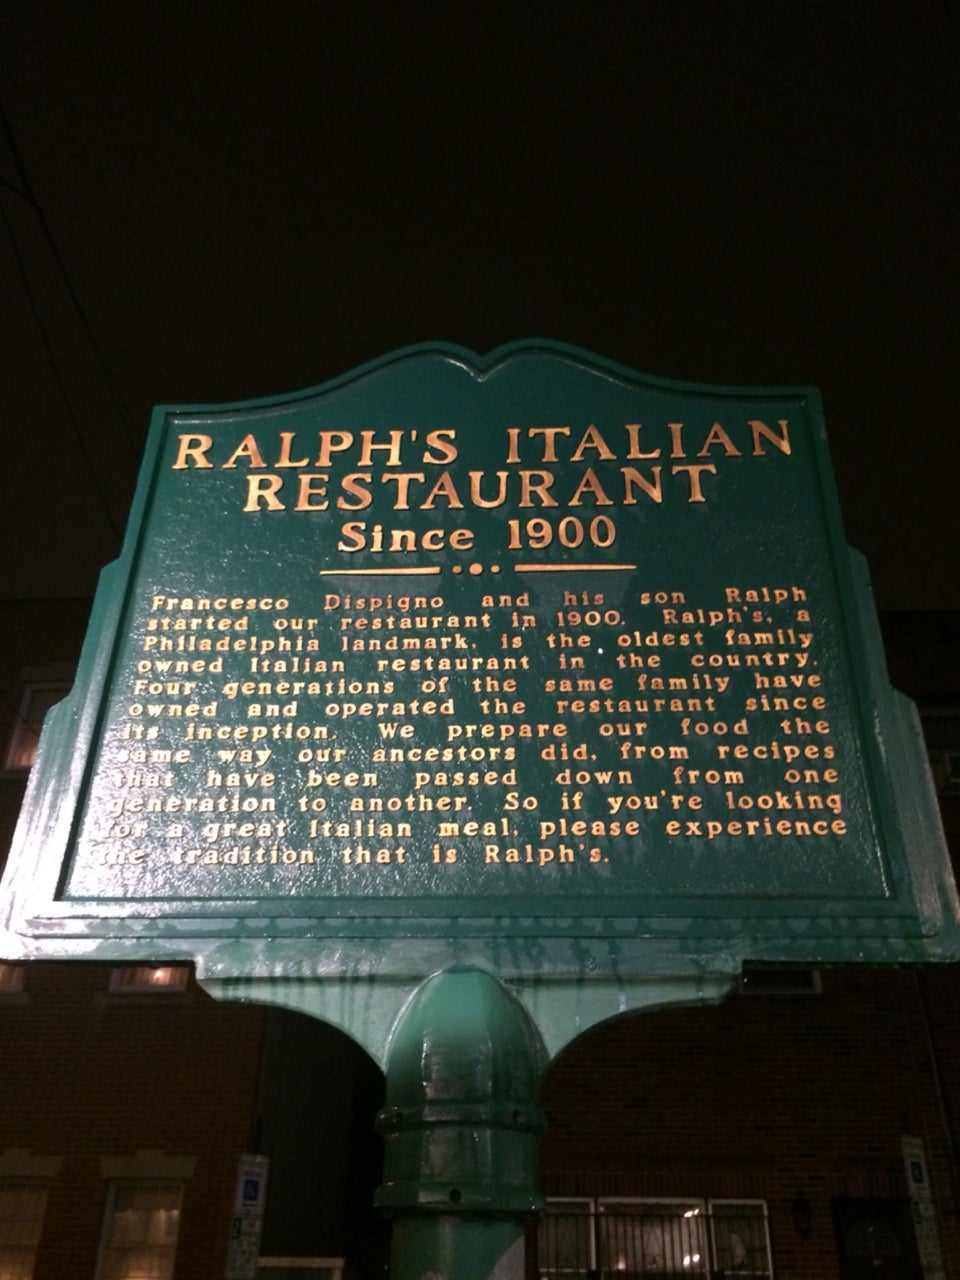 RALPH'S ITALIAN
RESTAURANT
Since 1900
Francesco Dispigno and his son Ralph
started our restaurant in 1900. Ralph's, a
Philadelphia landmark, is the oldest family
owned Italian restaurant in the country.
Four generations of the same family have
owned and operated the restaurant since
its inception. We prepare our food the
same way our ancestors did, from recipes
that have been passed down from one
generation to another. So if you're looking
for a great Italian meal, please experience
the tradition that is Ralph's.